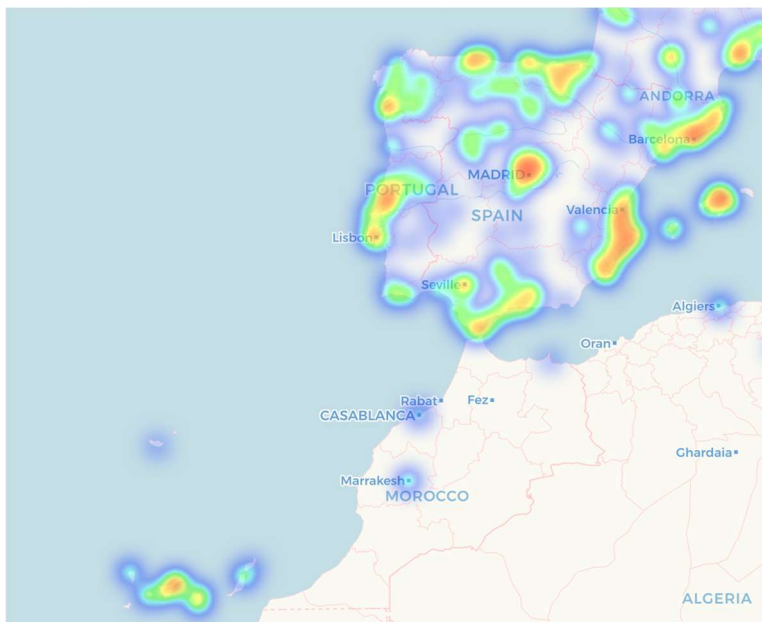 ANDORRA
Barcelona
MADRID
PORTUGAL
SPAIN
Valencia
Lisbon
Seville
Algiers
Oran
Rabat
Fez
CASABLANCA
Ghardaia
Marrakesh
MOROCCO
ALGERIA